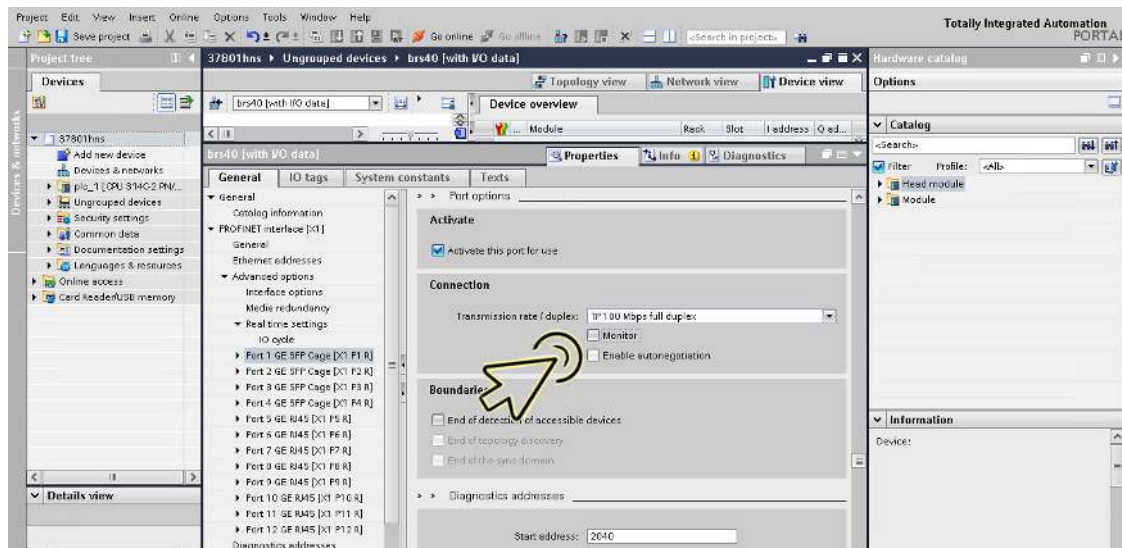 Project Edit View Insert Online Options Tools Window Help
Save project
Go online
Go offline
<Search in project>
Totally Integrated Automation
PORTAL
Project tree
37801hns ▸ Ungrouped devices ▸ brs40 [with I/O data]
Hardware catalog
Devices
Topology view
Network view
Device view
Options
brs40 [with I/O data]
Device overview
... Module
Rack
Slot
I address
Q ad...
Catalog
<Search>
Filter
Profile:
<All>
Head module
Module
Devices & networks
37801hns
Add new device
Devices & networks
plc_1 [CPU 314C-2 PN/...
Ungrouped devices
Security settings
Common data
Documentation settings
Languages & resources
Online access
Card Reader/USB memory
Details view
brs40 [with I/O data]
Properties
Info
Diagnostics
General
IO tags
System constants
Texts
General
Catalog information
PROFINET interface [X1]
General
Ethernet addresses
Advanced options
Interface options
Media redundancy
Real time settings
IO cycle
Port 1 GE SFP Cage [X1 P1 R]
Port 2 GE SFP Cage [X1 P2 R]
Port 3 GE SFP Cage [X1 P3 R]
Port 4 GE SFP Cage [X1 P4 R]
Port 5 GE RJ45 [X1 P5 R]
Port 6 GE RJ45 [X1 P6 R]
Port 7 GE RJ45 [X1 P7 R]
Port 8 GE RJ45 [X1 P8 R]
Port 9 GE RJ45 [X1 P9 R]
Port 10 GE RJ45 [X1 P10 R]
Port 11 GE RJ45 [X1 P11 R]
Port 12 GE RJ45 [X1 P12 R]
Diagnostics addresses
> > Port options
Activate
Activate this port for use
Connection
Transmission rate / duplex:
TP 100 Mbps full duplex
Monitor
Enable autonegotiation
Boundaries
End of detection of accessible devices
End of topology discovery
End of the sync domain
> > Diagnostics addresses
Start address: 2040
Information
Device: